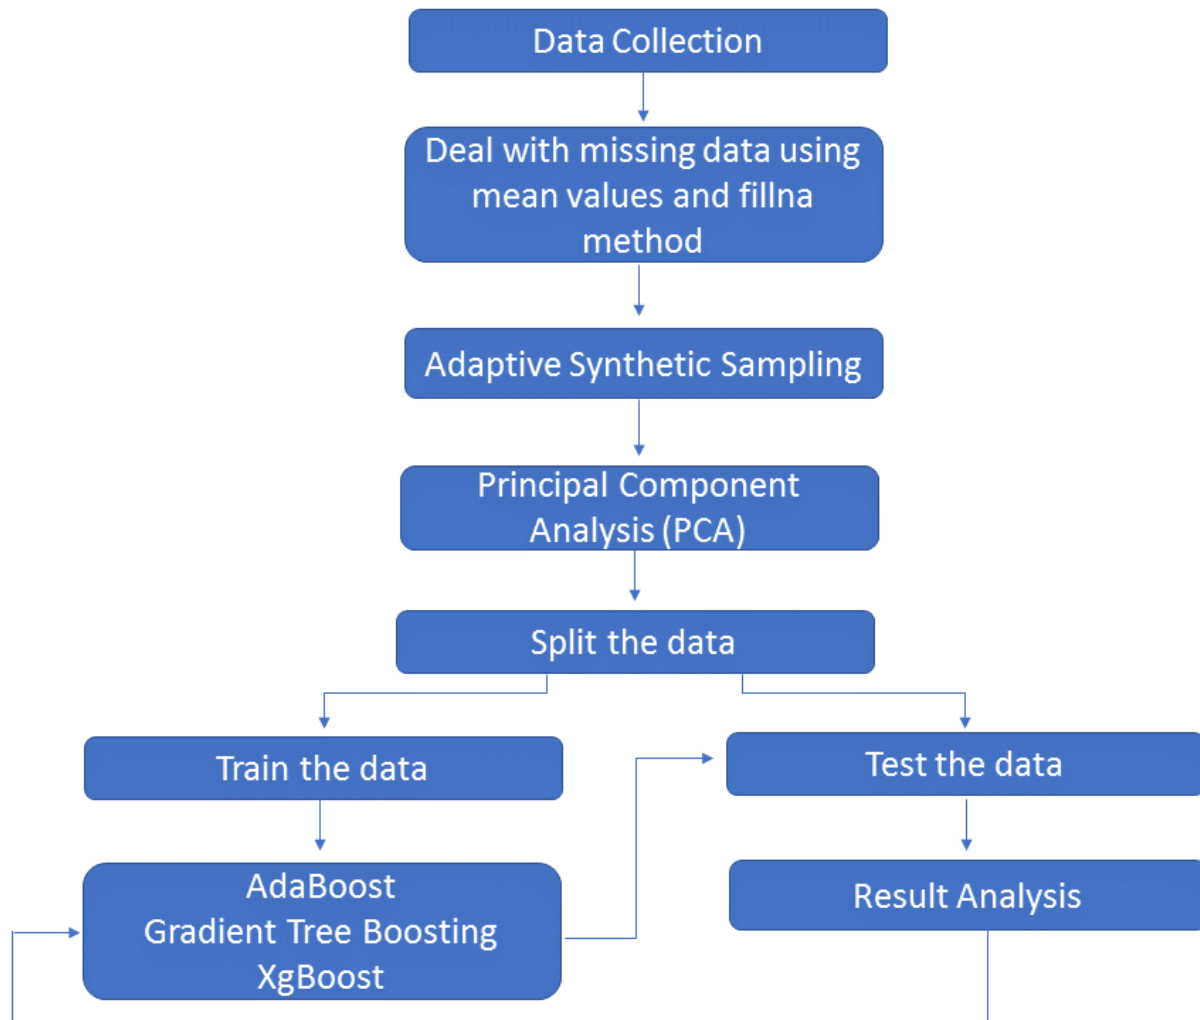 Data Collection
Deal with missing data using
mean values and fillna
method
Adaptive Synthetic Sampling
Principal Component
Analysis (PCA)
Split the data
Train the data
Test the data
AdaBoost
Gradient Tree Boosting
XgBoost
Result Analysis